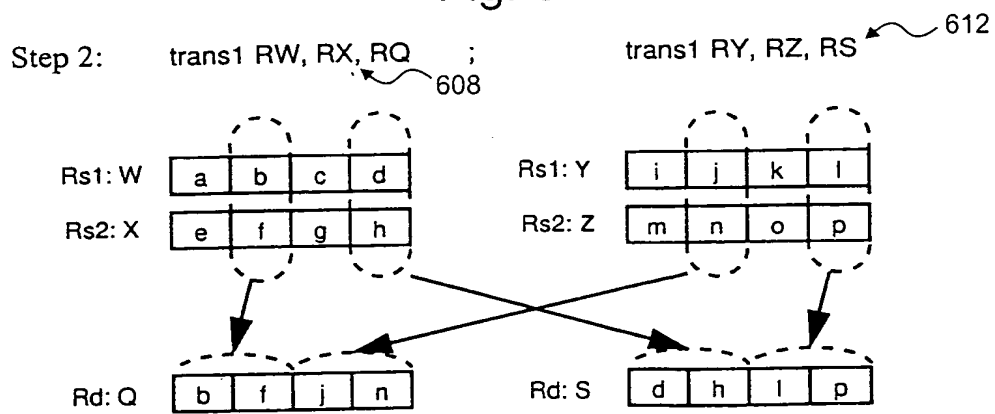 Step 2: trans1 RW, RX, RQ ; trans1 RY, RZ, RS 612
608
Rs1: W a b c d Rs1: Y i j k l
Rs2: X e f g h Rs2: Z m n o p
Rd: Q b f j n Rd: S d h l p